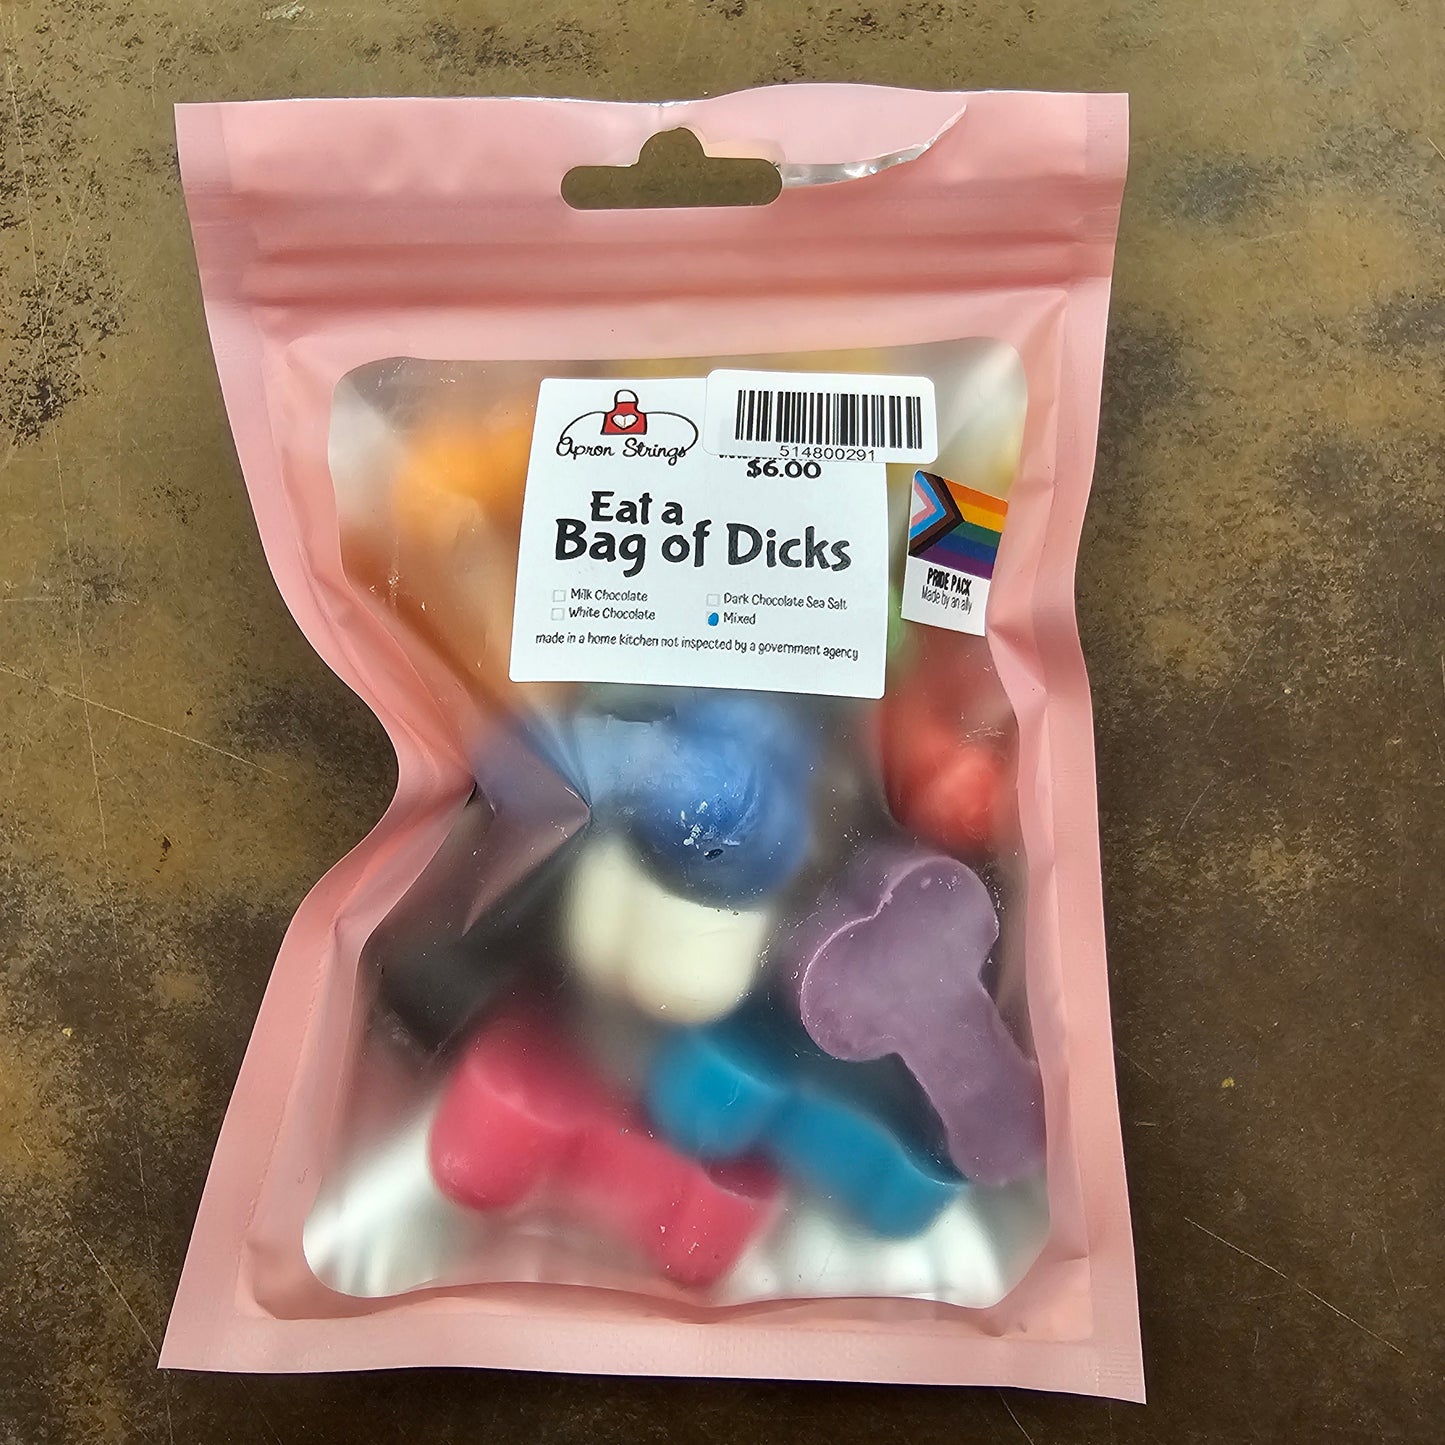 Apron Strings
514800291
$6.00
Eat a
Bag of Dicks
Milk Chocolate
Dark Chocolate Sea Salt
White Chocolate
Mixed
made in a home kitchen not inspected by a government agency
PRIDE PACK
Made by an ally